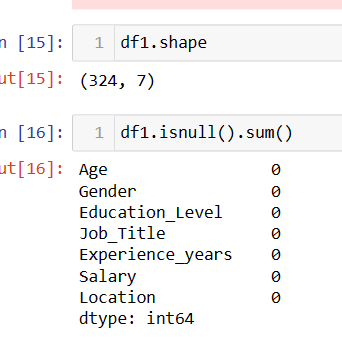 n [15]: 1 df1.shape
ut[15]: (324, 7)
n [16]: 1 df1.isnull().sum()
ut[16]: Age 0
Gender 0
Education_Level 0
Job_Title 0
Experience_years 0
Salary 0
Location 0
dtype: int64